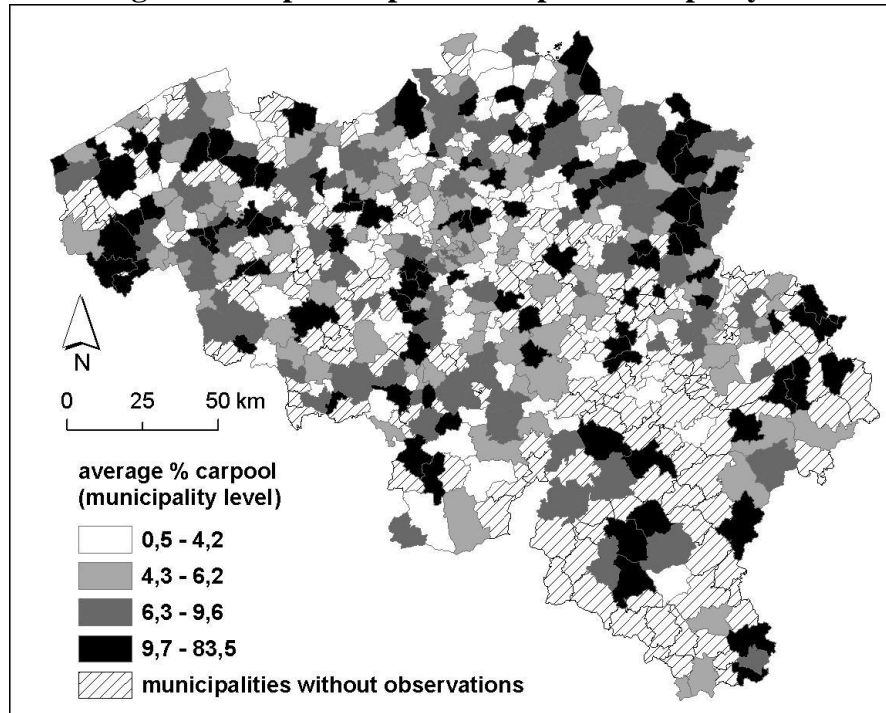 N
0 25 50 km
average % carpool
(municipality level)
0,5 - 4,2
4,3 - 6,2
6,3 - 9,6
9,7 - 83,5
municipalities without observations